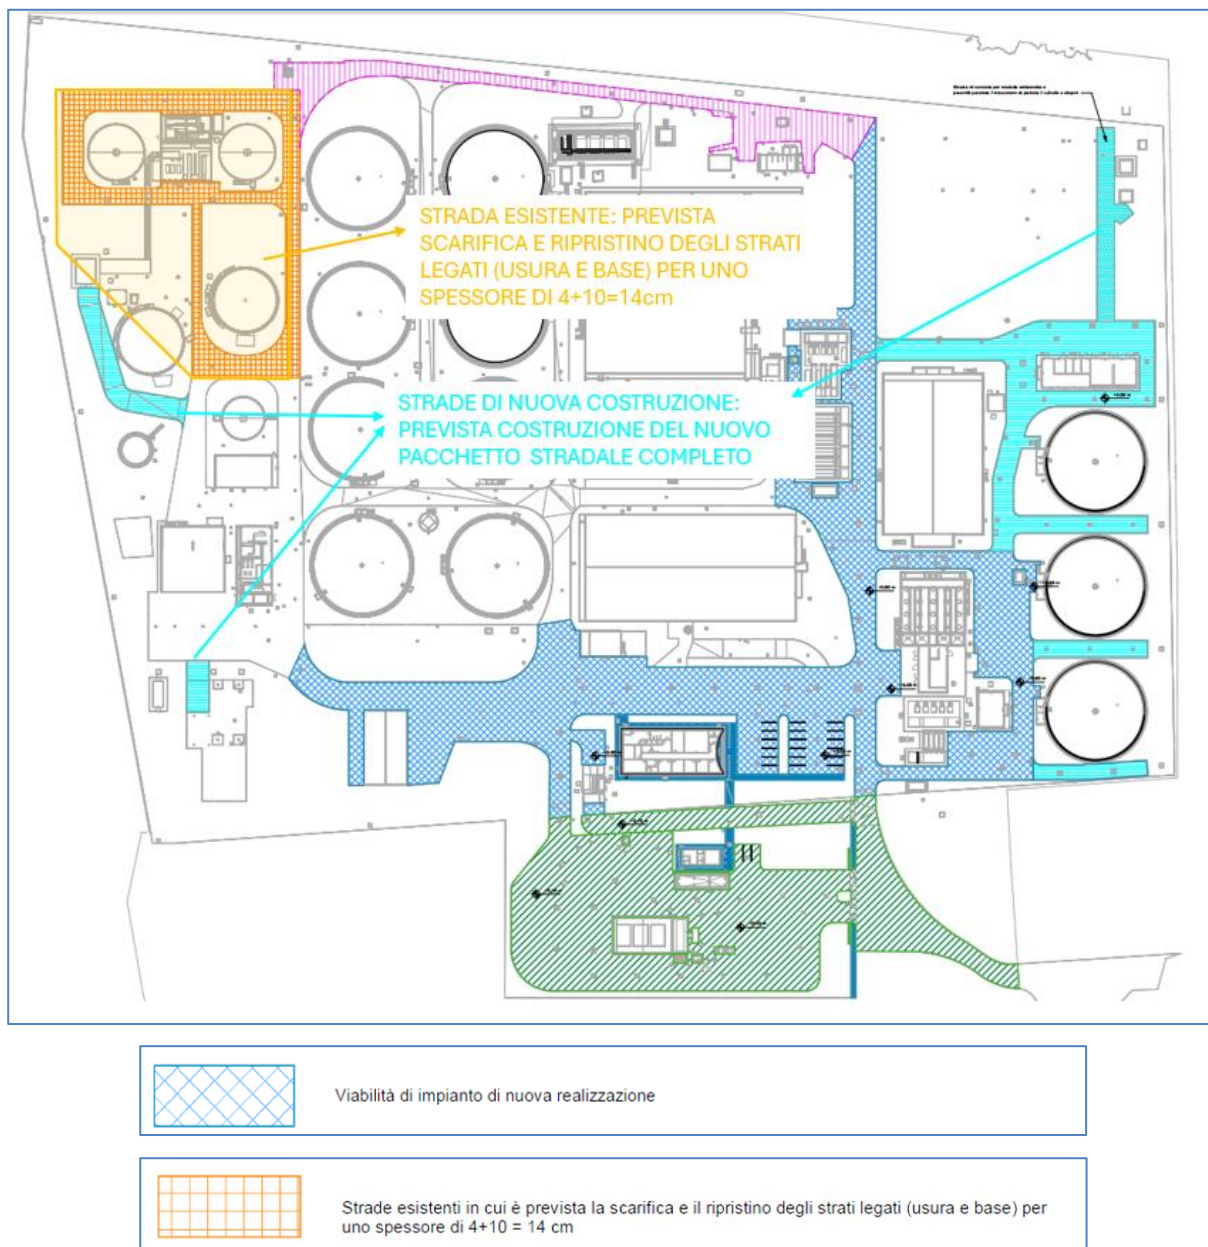 STRADA ESISTENTE: PREVISTA
SCARIFICA E RIPRISTINO DEGLI STRATI
LEGATI (USURA E BASE) PER UNO
SPESSORE DI 4+10=14cm
STRADE DI NUOVA COSTRUZIONE:
PREVISTA COSTRUZIONE DEL NUOVO
PACCHETTO STRADALE COMPLETO
Viabilità di impianto di nuova realizzazione
Strade esistenti in cui è prevista la scarifica e il ripristino degli strati legati (usura e base) per
uno spessore di 4+10 = 14 cm